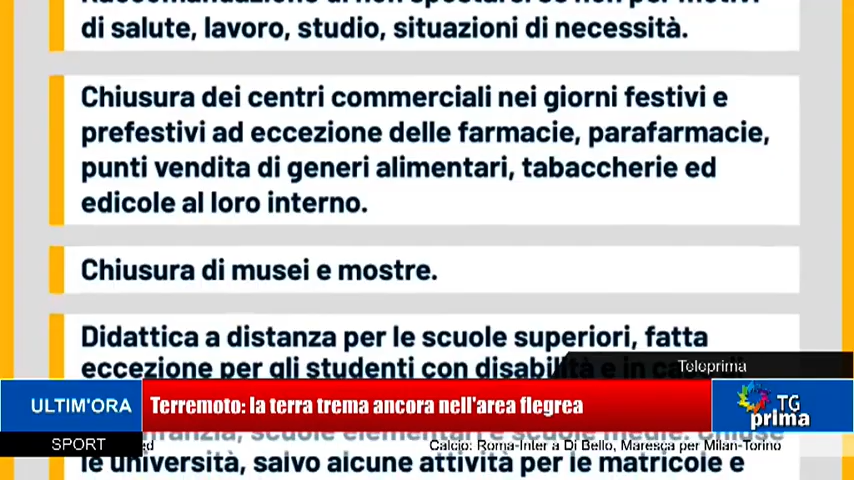 di salute, lavoro, studio, situazioni di necessità.
Chiusura dei centri commerciali nei giorni festivi e
prefestivi ad eccezione delle farmacie, parafarmacie,
punti vendita di generi alimentari, tabaccherie ed
edicole al loro interno.
Chiusura di musei e mostre.
Didattica a distanza per le scuole superiori, fatta
eccezione per gli studenti con disabilità e in
Teleprima
ULTIM'ORA
Terremoto: la terra trema ancora nell'area flegrea
TG
prima
SPORT
Calcio: Roma-Inter a Di Bello, Maresca per Milan-Torino
le università, salvo alcune attività per le matricole e